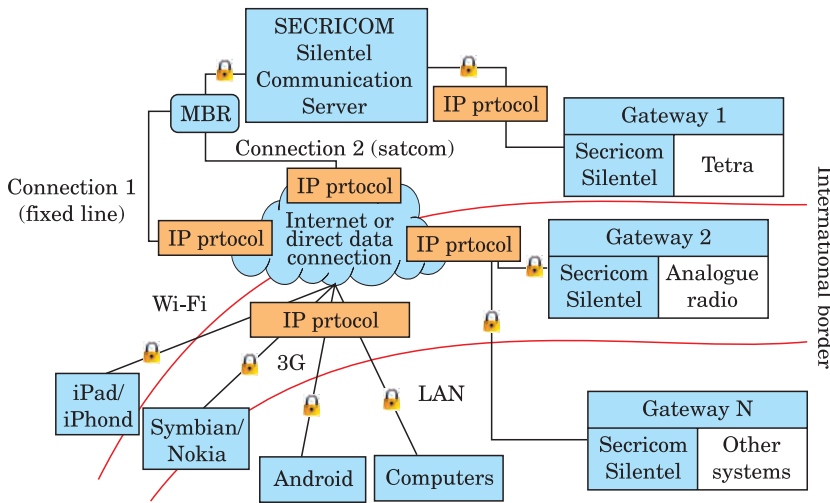 SECRICOM
Silentel
Communication
Server
MBR
IP prtocol
Gateway 1
Secricom
Silentel
Tetra
Connection 2 (satcom)
Connection 1
(fixed line)
IP prtocol
IP prtocol
Internet or
direct data
connection
IP prtocol
Gateway 2
Secricom
Silentel
Analogue
radio
International border
Wi-Fi
IP prtocol
3G
LAN
iPad/
iPhond
Symbian/
Nokia
Android
Computers
Gateway N
Secricom
Silentel
Other
systems